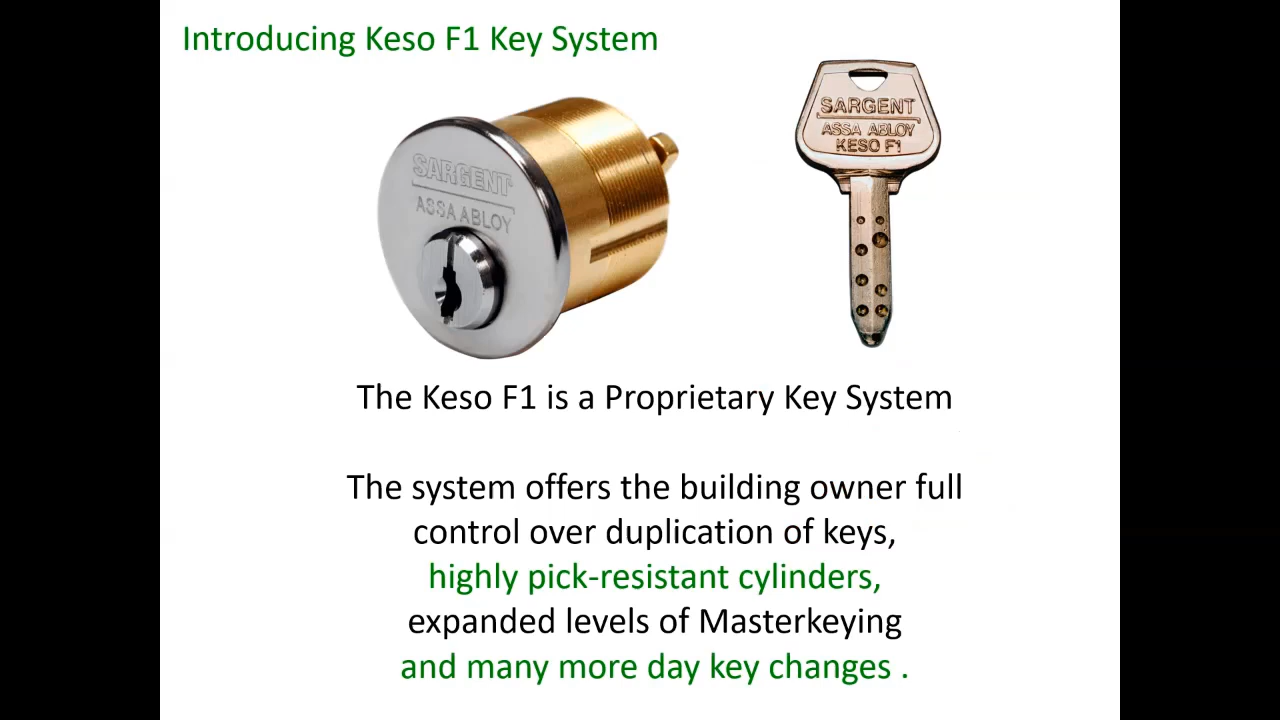 Introducing Keso F1 Key System
SARGENT
ASSA ABLOY
SARGENT
ASSA ABLOY
KESO F1
The Keso F1 is a Proprietary Key System
The system offers the building owner full
control over duplication of keys,
highly pick-resistant cylinders,
expanded levels of Masterkeying
and many more day key changes .